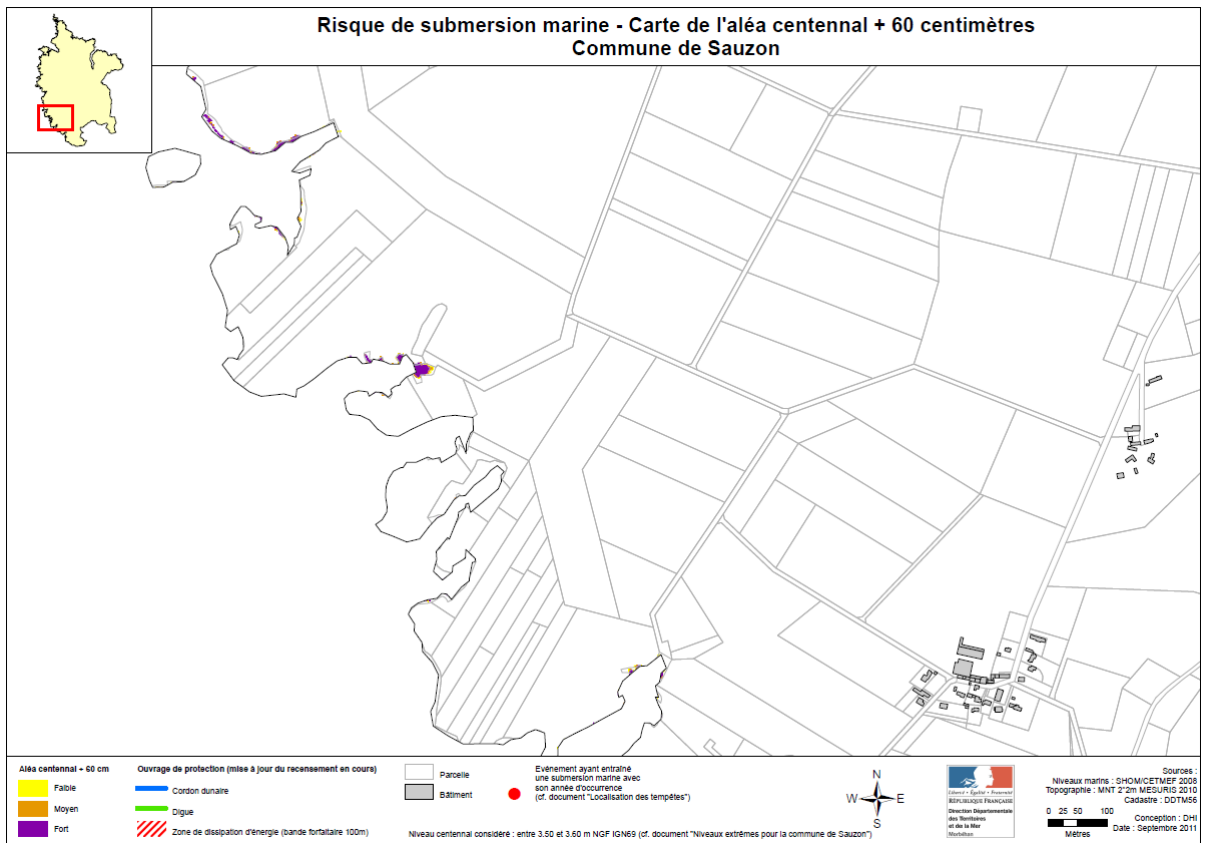 Risque de submersion marine - Carte de l'aléa centennal + 60 centimètres
Commune de Sauzon
Aléa centennal + 60 cm
Faible
Moyen
Fort
Ouvrage de protection (mise à jour du recensement en cours)
Cordon dunaire
Digue
Zone de dissipation d'énergie (bande forfaitaire 100m)
Parcelle
Bâtiment
Evénement ayant entraîné
une submersion marine avec
son année d'occurrence
(cf. document "Localisation des tempêtes")
Niveau centennal considéré : entre 3.50 et 3.60 m NGF IGN69 (cf. document "Niveaux extrêmes pour la commune de Sauzon")
N
W
E
S
Liberté • Égalité • Fraternité
RÉPUBLIQUE FRANÇAISE
Direction Départementale
des Territoires
et de la Mer
Morbihan
Sources :
Niveaux marins : SHOM/CETMEF 2008
Topographie : MNT 2*2m MESURIS 2010
Cadastre : DDTM56
0 25 50 100
Mètres
Conception : DHI
Date : Septembre 2011